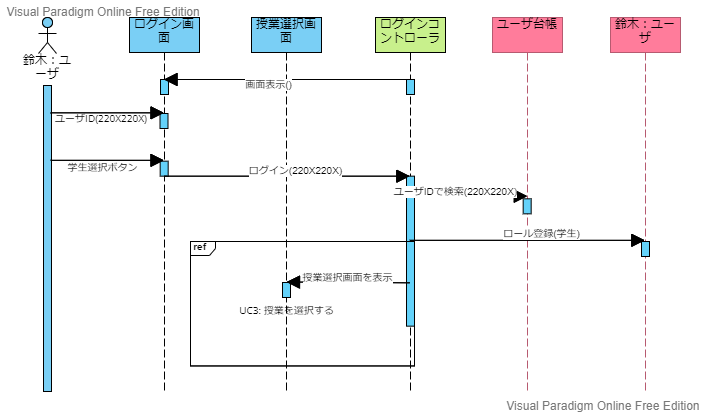 Visual Paradigm Online Free Edition
鈴木：ユ
ーザ
ログイン画
面
授業選択画
面
ログインコ
ントローラ
ユーザ台帳
鈴木：ユー
ザ
画面表示()
ユーザID(220X220X)
学生選択ボタン
ログイン(220X220X)
ユーザIDで検索(220X220X)
ロール登録(学生)
ref
授業選択画面を表示
UC3: 授業を選択する
Visual Paradigm Online Free Edition